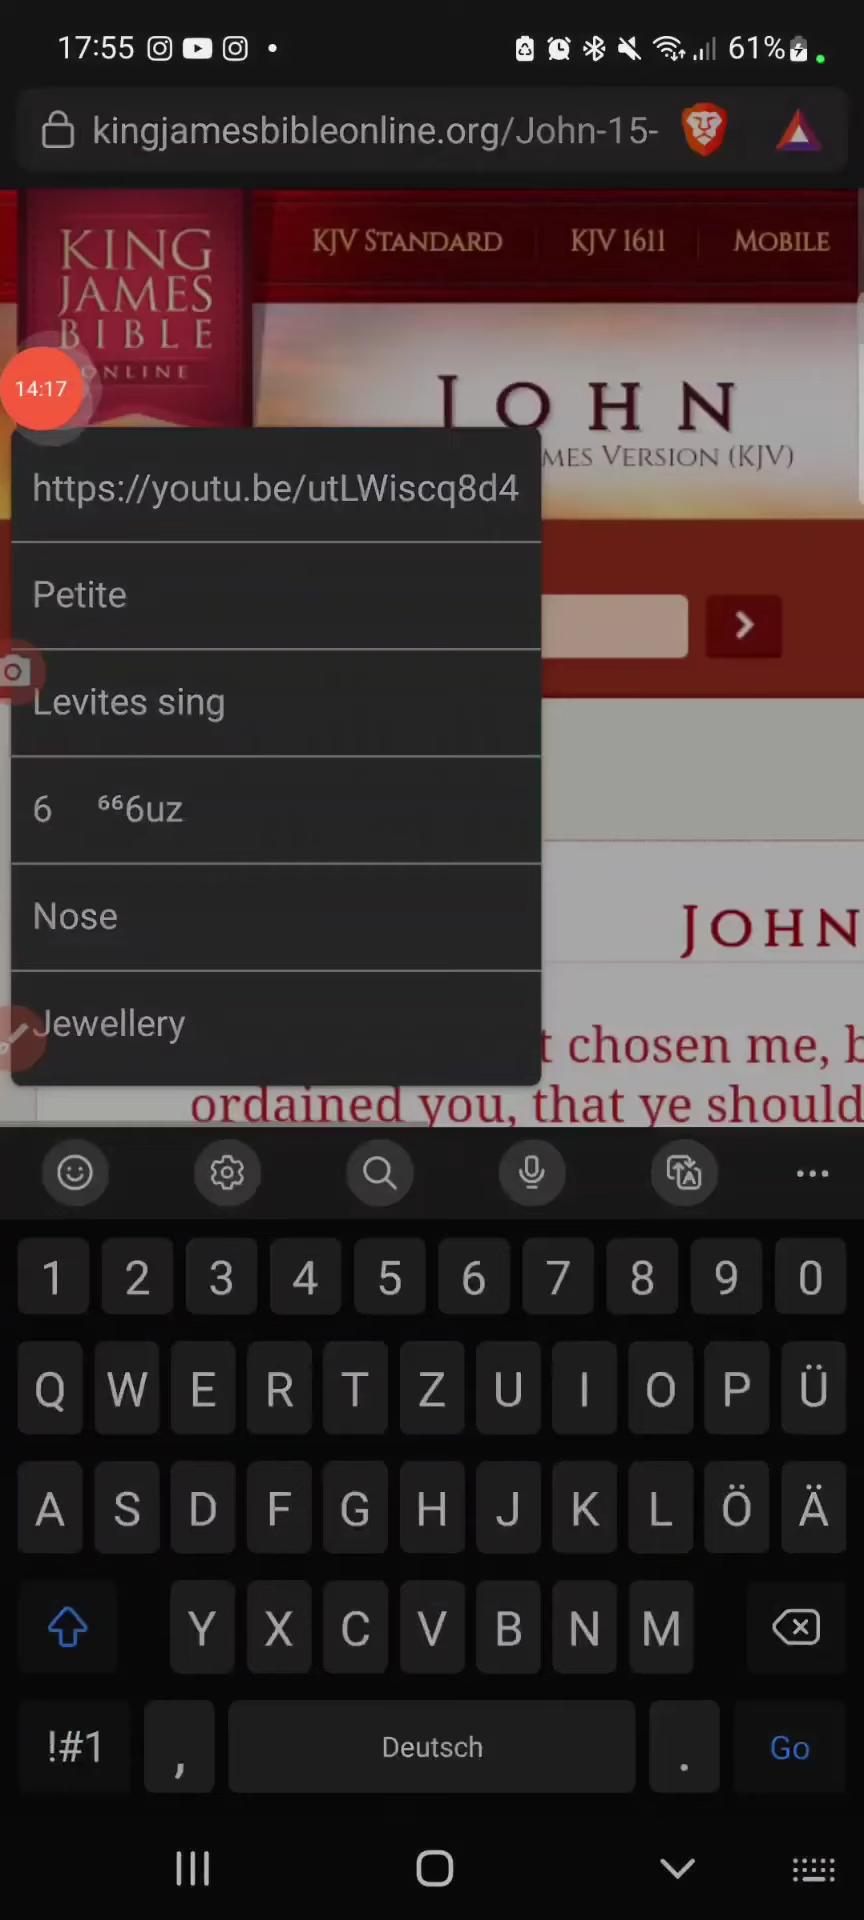 17:55 61%
kingjamesbibleonline.org/John-15-
KING
JAMES
BIBLE
ONLINE
KJV STANDARD KJV 1611 MOBILE
14:17
JOHN
MES VERSION (KJV)
https://youtu.be/utLWiscq8d4
Petite
Levites sing
6 ⁶⁶6uz
Nose
Jewellery
JOHN
t chosen me, b
ordained you, that ye should
1 2 3 4 5 6 7 8 9 0
Q W E R T Z U I O P Ü
A S D F G H J K L Ö Ä
Y X C V B N M
!#1 , Deutsch . Go